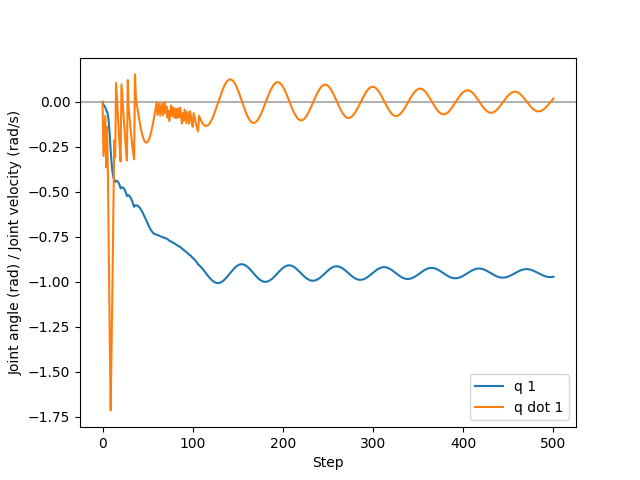 Joint angle (rad) / Joint velocity (rad/s)
0.00
−0.25
−0.50
−0.75
−1.00
−1.25
−1.50
−1.75
q 1
q dot 1
0 100 200 300 400 500
Step